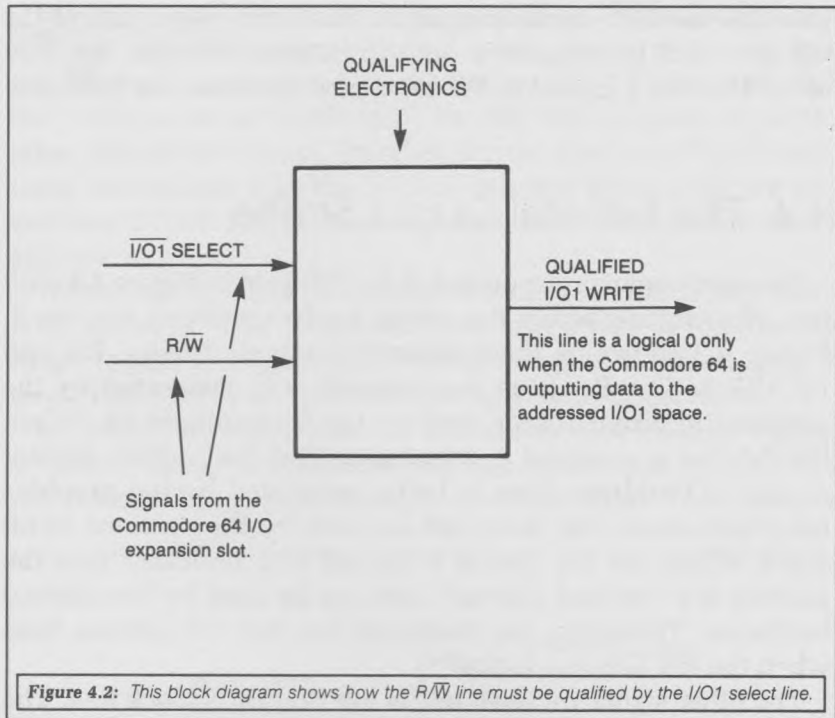 QUALIFYING
ELECTRONICS
I/O1 SELECT
R/W
QUALIFIED
I/O1 WRITE
This line is a logical 0 only
when the Commodore 64 is
outputting data to the
addressed I/O1 space.
Signals from the
Commodore 64 I/O
expansion slot.
Figure 4.2: This block diagram shows how the R/W̅ line must be qualified by the I/O1 select line.